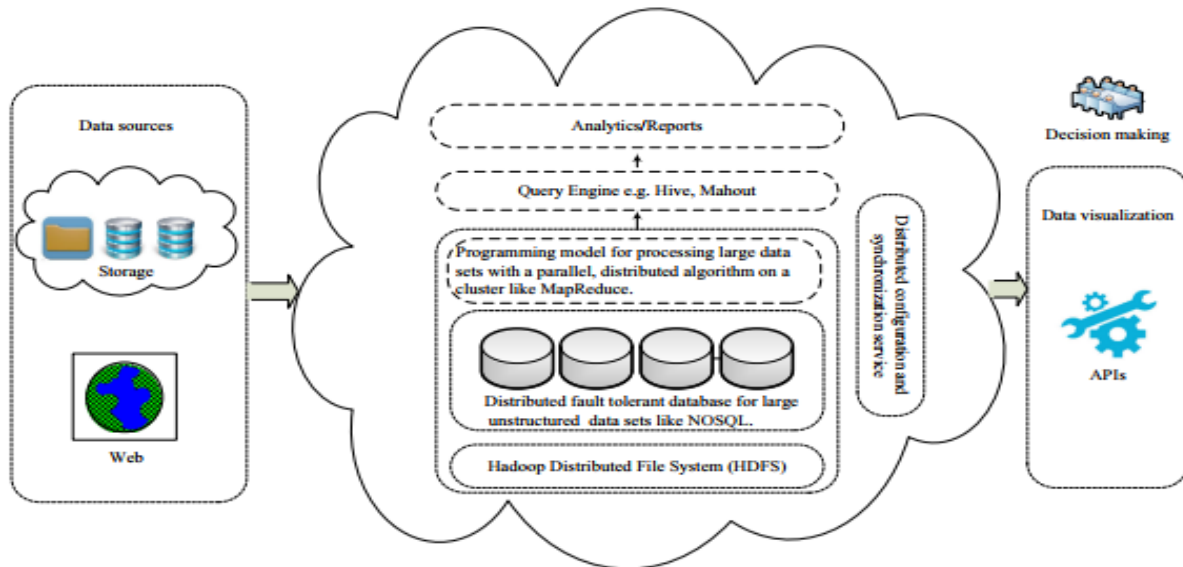 Data sources
Storage
Web
Analytics/Reports
Query Engine e.g. Hive, Mahout
Programming model for processing large data
sets with a parallel, distributed algorithm on a
cluster like MapReduce.
Distributed fault tolerant database for large
unstructured data sets like NOSQL.
Hadoop Distributed File System (HDFS)
Distributed configuration and
synchronization service
Decision making
Data visualization
APIs